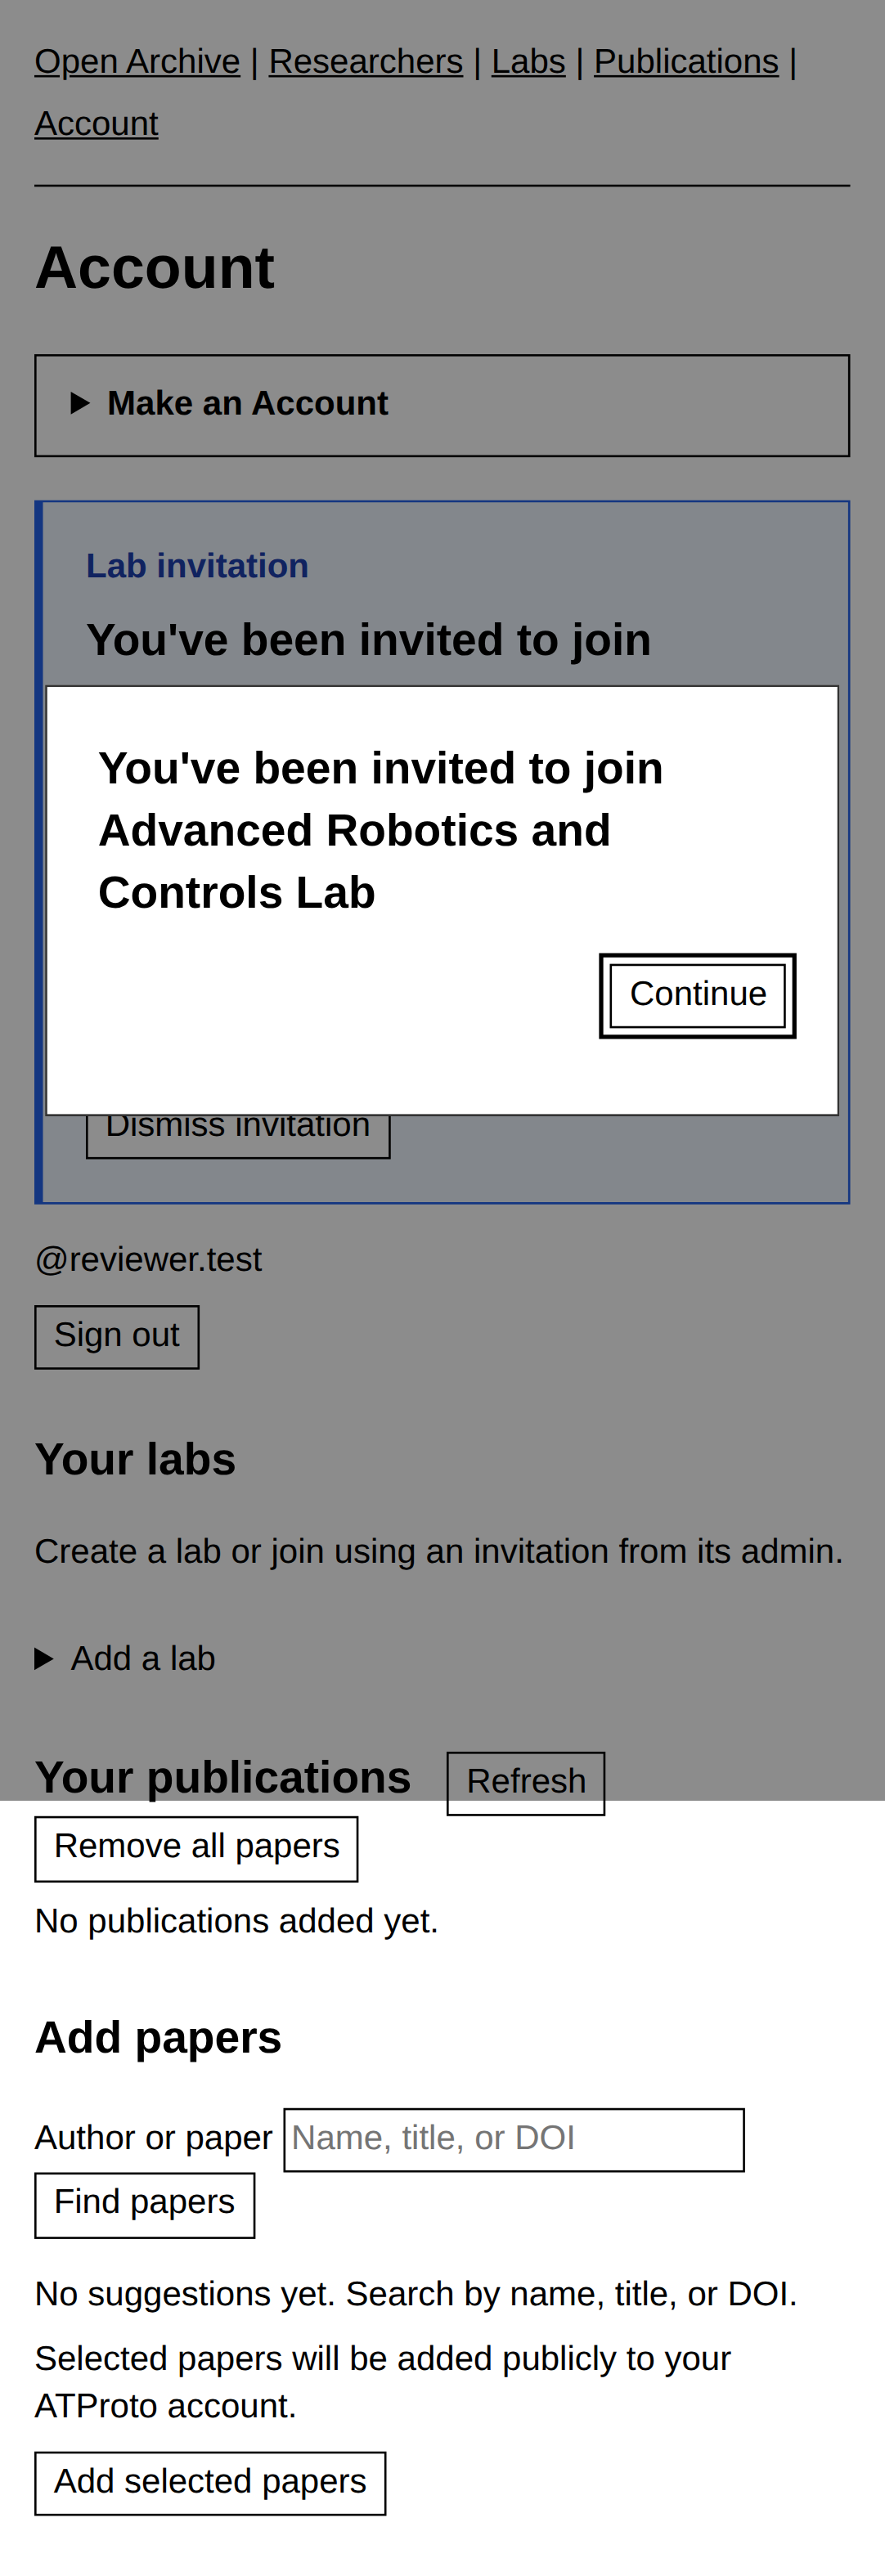 Open Archive | Researchers | Labs | Publications |
Account
Account
Make an Account
Lab invitation
You've been invited to join
You've been invited to join
Advanced Robotics and
Controls Lab
Continue
Dismiss invitation
@reviewer.test
Sign out
Your labs
Create a lab or join using an invitation from its admin.
Add a lab
Your publications Refresh
Remove all papers
No publications added yet.
Add papers
Author or paper Name, title, or DOI
Find papers
No suggestions yet. Search by name, title, or DOI.
Selected papers will be added publicly to your
ATProto account.
Add selected papers